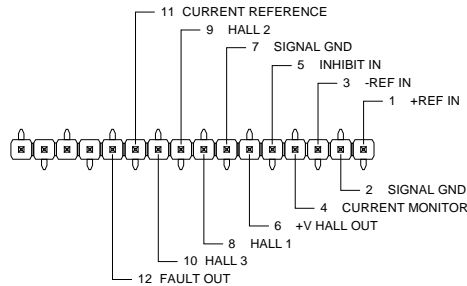 11 CURRENT REFERENCE
9 HALL 2
7 SIGNAL GND
5 INHIBIT IN
3 -REF IN
1 +REF IN
2 SIGNAL GND
4 CURRENT MONITOR
6 +V HALL OUT
8 HALL 1
10 HALL 3
12 FAULT OUT